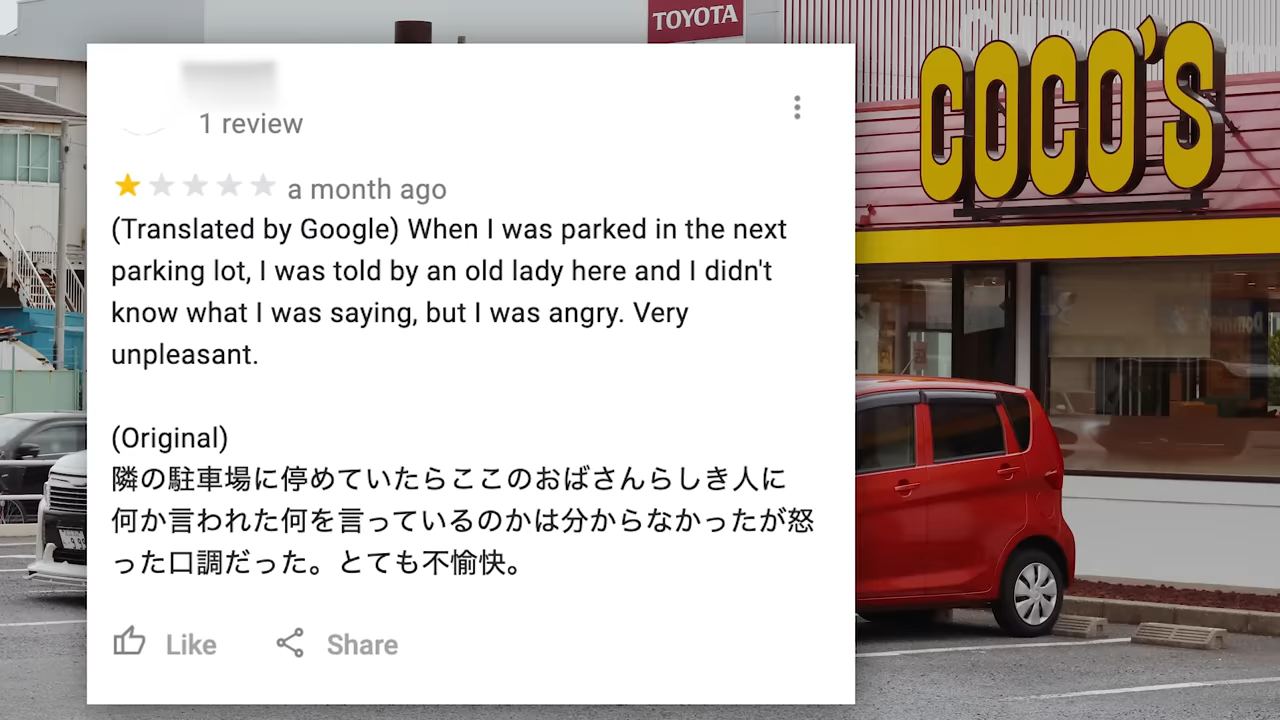 TOYOTA
COCO'S
1 review
a month ago
(Translated by Google) When I was parked in the next
parking lot, I was told by an old lady here and I didn't
know what I was saying, but I was angry. Very
unpleasant.
(Original)
隣の駐車場に停めていたらここのおばさんらしき人に
何か言われた何を言っているのかは分からなかったが怒
った口調だった。とても不愉快。
Like
Share